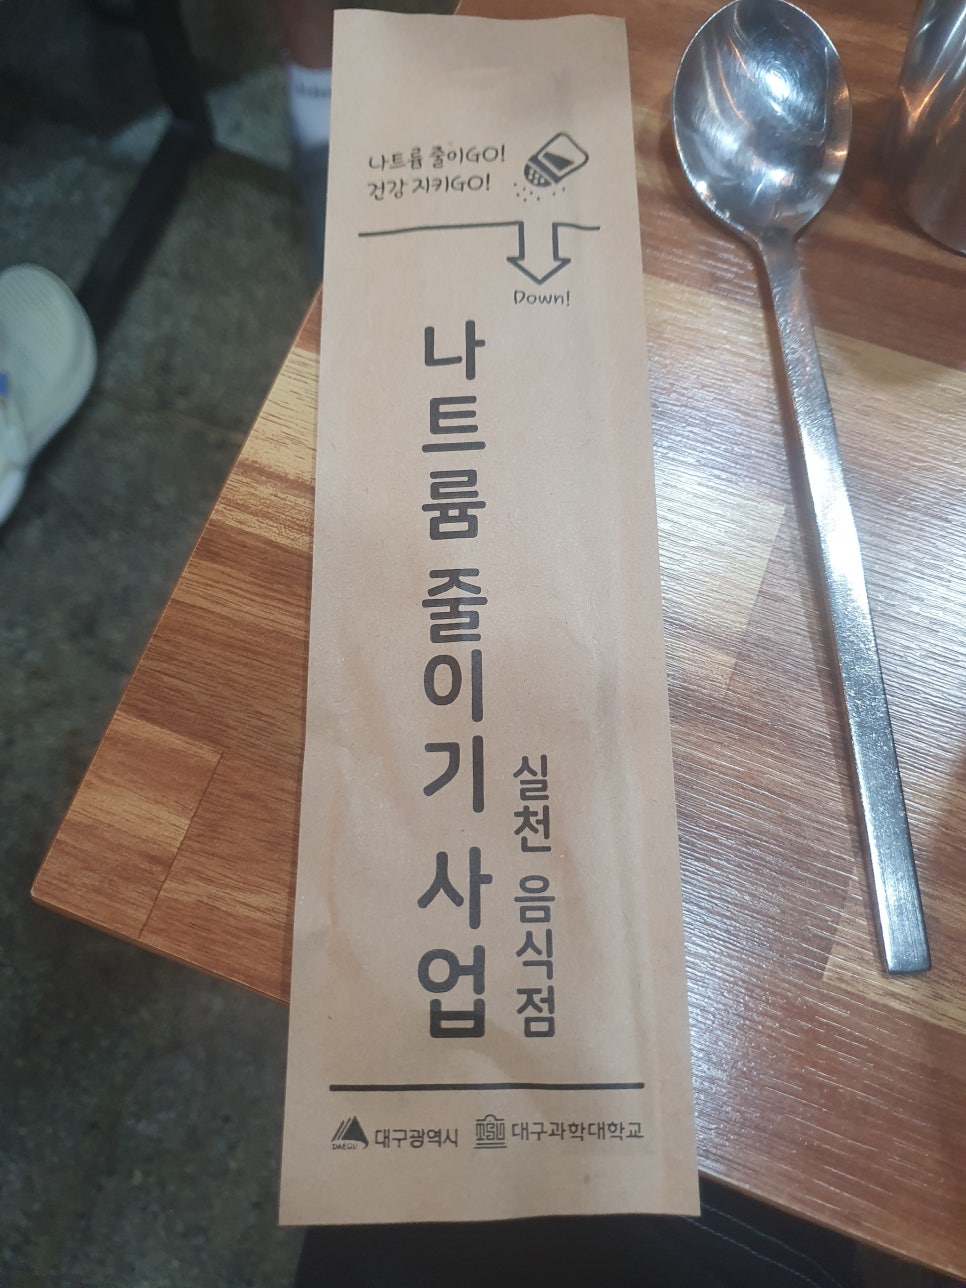 나트륨 줄이GO!
건강 지키GO!
Down!
나트륨 줄이기 사업
실천 음식점
DAEGU 대구광역시
TSU 대구과학대학교